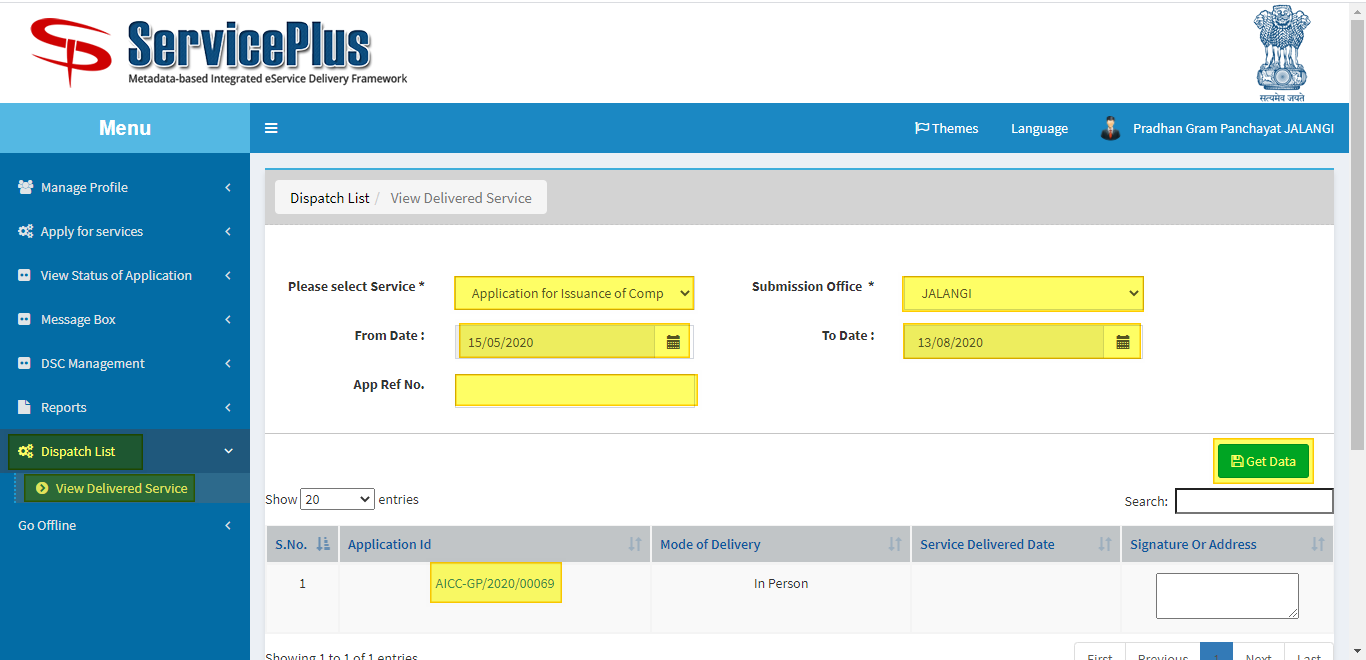 ServicePlus
Metadata-based Integrated eService Delivery Framework
सत्यमेव जयते
Menu
Themes
Language
Pradhan Gram Panchayat JALANGI
Manage Profile
Apply for services
View Status of Application
Message Box
DSC Management
Reports
Dispatch List
View Delivered Service
Go Offline
Dispatch List / View Delivered Service
Please select Service * Application for Issuance of Comp
Submission Office * JALANGI
From Date : 15/05/2020
To Date : 13/08/2020
App Ref No.
Get Data
Show 20 entries
Search:
S.No. Application Id Mode of Delivery Service Delivered Date Signature Or Address
1 AICC-GP/2020/00069 In Person
Showing 1 to 1 of 1 entries
First Previous 1 Next Last